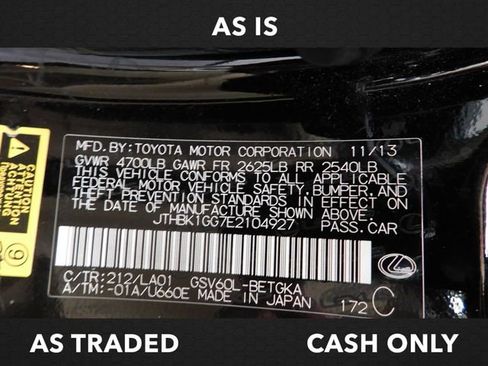 AS IS
MFD. BY: TOYOTA MOTOR CORPORATION 11/13
GVWR 4700LB GAWR FR 2625LB RR 2540LB
THIS VEHICLE CONFORMS TO ALL APPLICABLE
FEDERAL MOTOR VEHICLE SAFETY, BUMPER, AND
THEFT PREVENTION STANDARDS IN EFFECT ON
THE DATE OF MANUFACTURE SHOWN ABOVE.
JTHBK1GG7E2104927 PASS. CAR
C/TR: 212/LA01 GSV60L-BETGKA
A/TM: -01A/U660E MADE IN JAPAN
172 C
CAUTION
ACHTUNG
9
AS TRADED
CASH ONLY